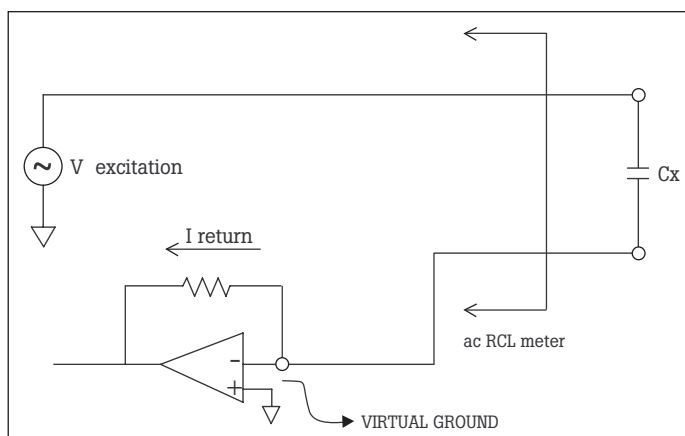 V excitation
Cx
I return
-
+
ac RCL meter
VIRTUAL GROUND